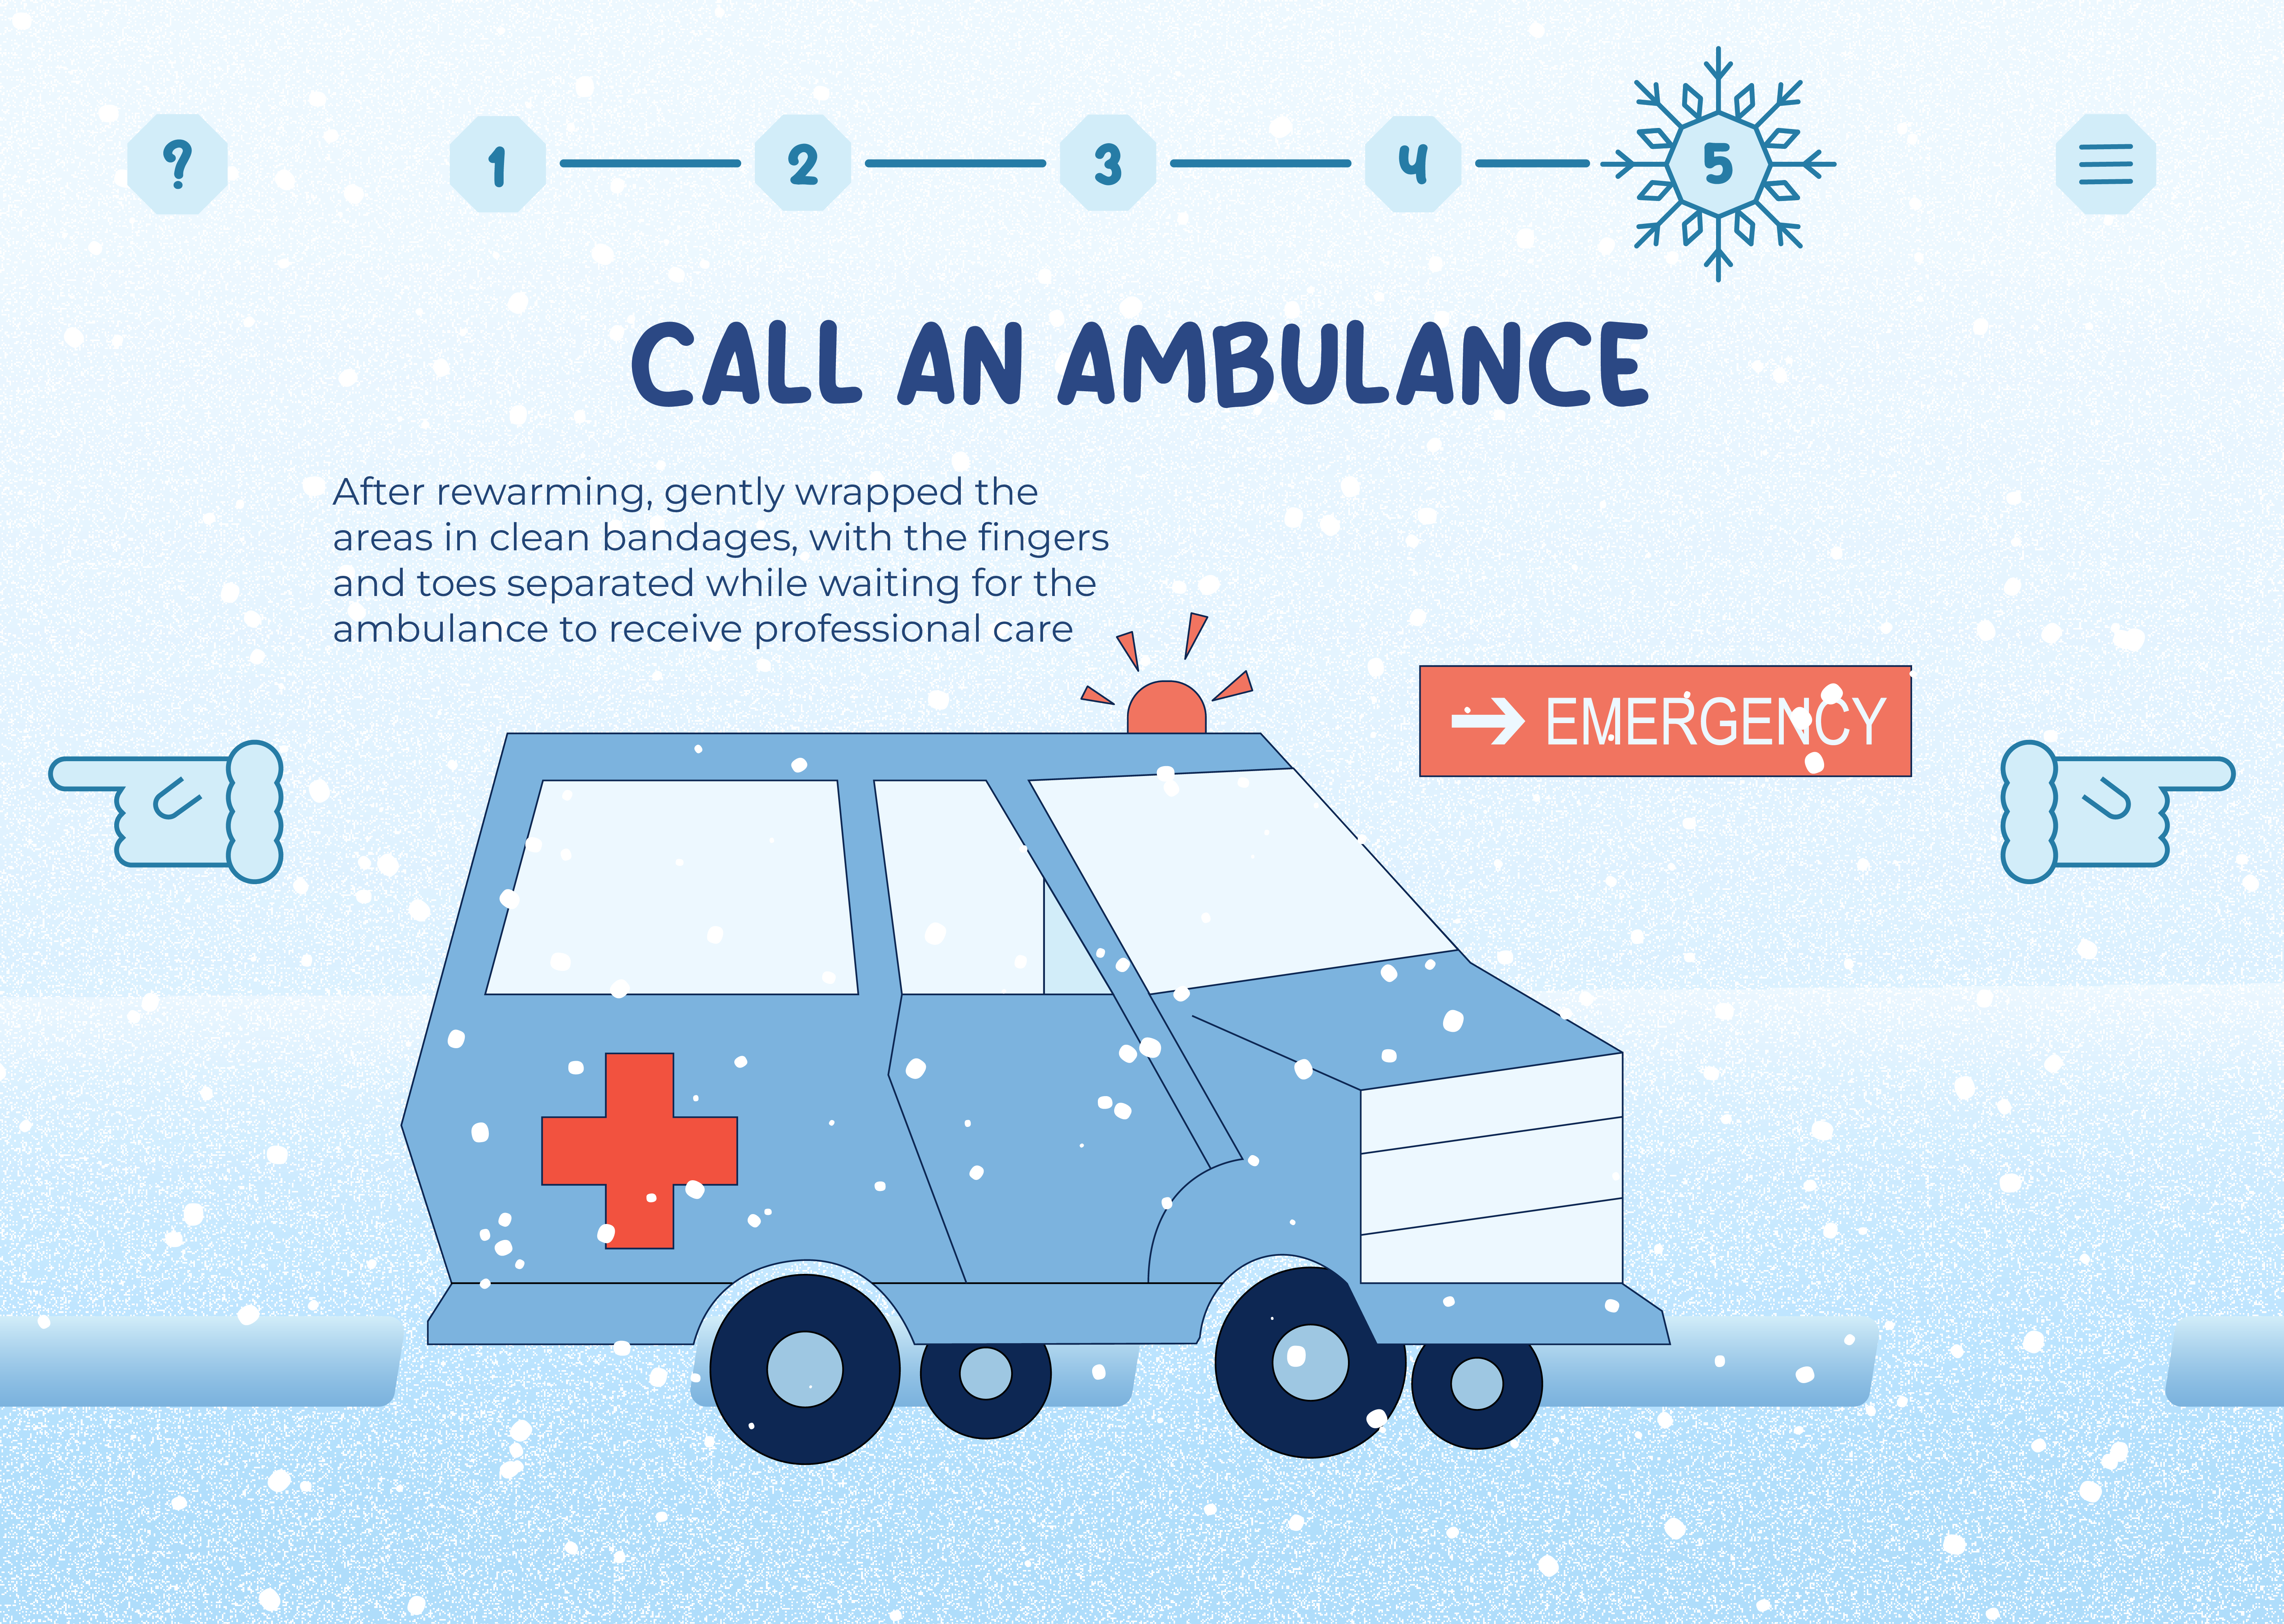 ?
1
2
3
4
5
CALL AN AMBULANCE
After rewarming, gently wrapped the
areas in clean bandages, with the fingers
and toes separated while waiting for the
ambulance to receive professional care
→ EMERGENCY